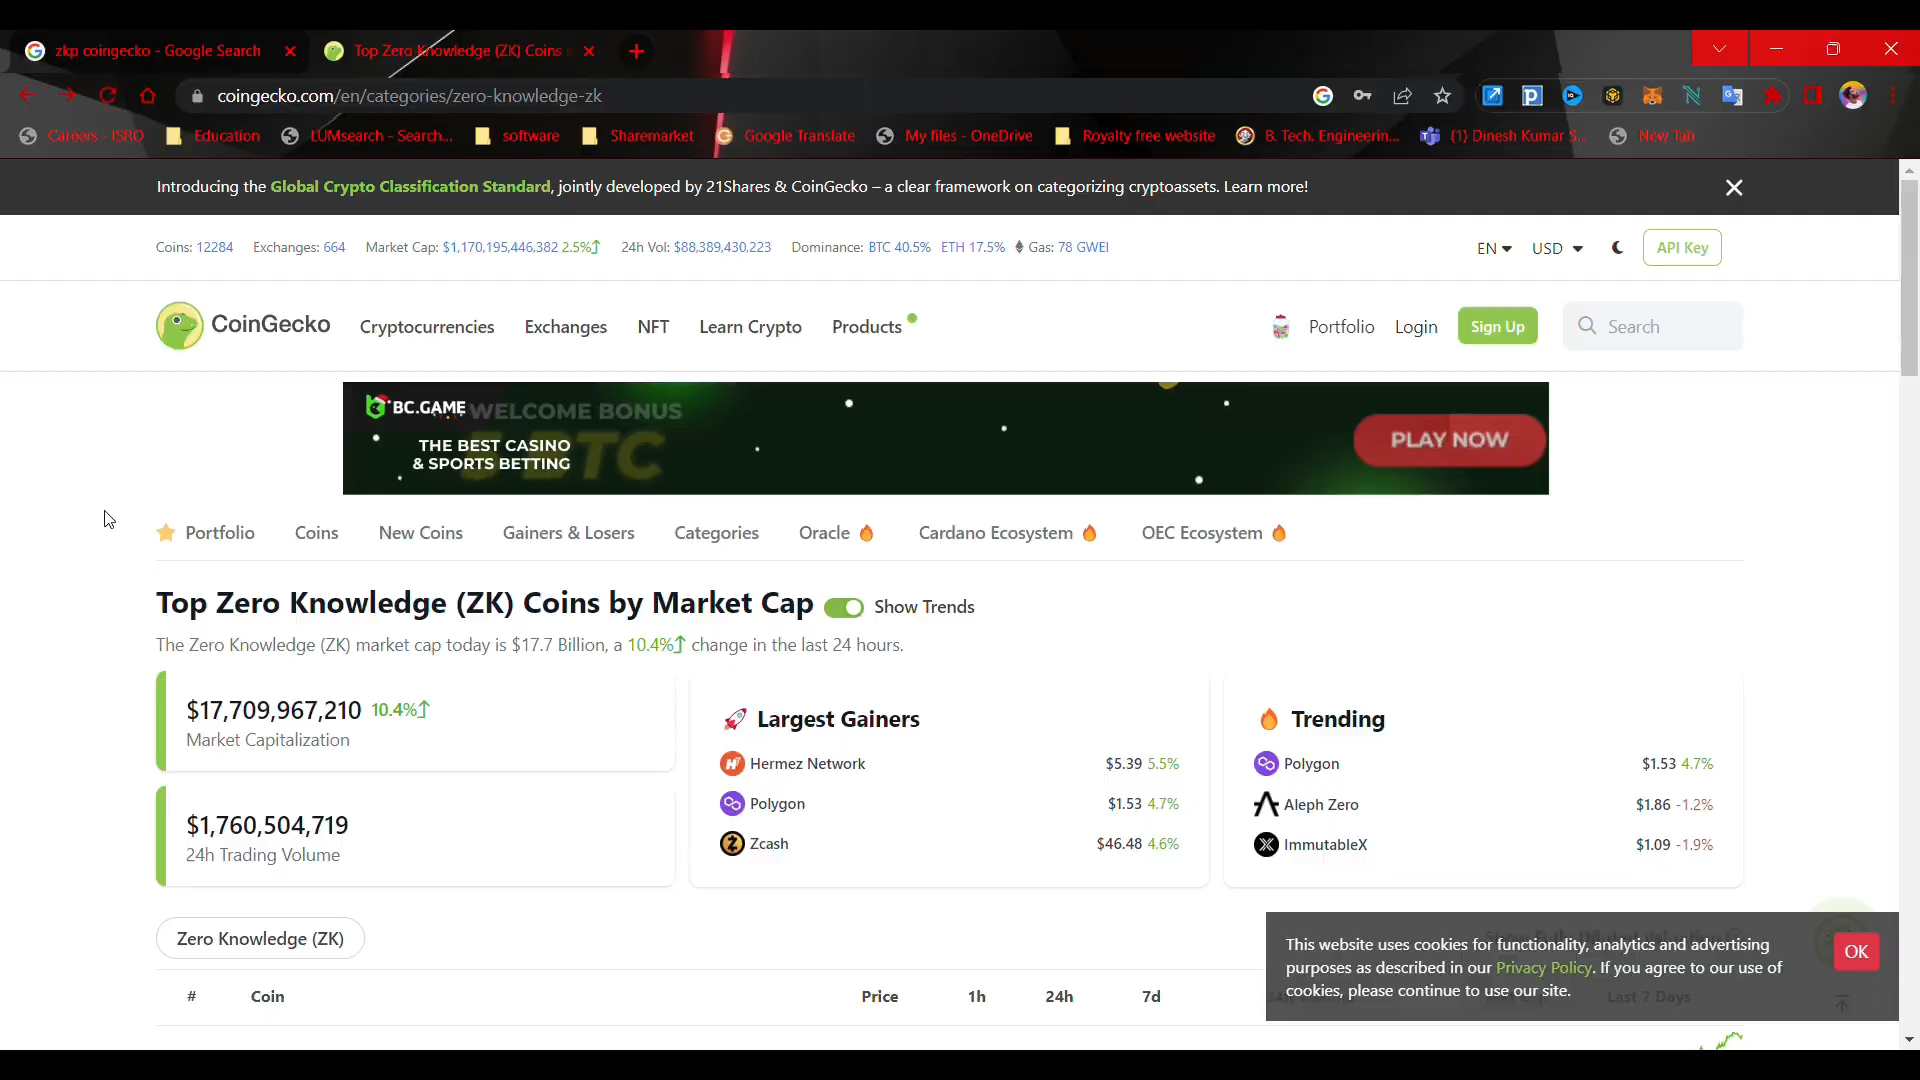 zkp coingecko - Google Search
Top Zero Knowledge (ZK) Coins
coingecko.com/en/categories/zero-knowledge-zk
Careers - ISRO
Education
LUMsearch - Search...
software
Sharemarket
Google Translate
My files - OneDrive
Royalty free website
B. Tech. Engineerin...
(1) Dinesh Kumar S...
New Tab
Introducing the Global Crypto Classification Standard, jointly developed by 21Shares & CoinGecko – a clear framework on categorizing cryptoassets. Learn more!
Coins: 12284 Exchanges: 664 Market Cap: $1,170,195,446,382 2.5% 24h Vol: $88,389,430,223 Dominance: BTC 40.5% ETH 17.5% Gas: 78 GWEI
EN USD API Key
CoinGecko Cryptocurrencies Exchanges NFT Learn Crypto Products
Portfolio Login Sign Up Search
BC.GAME WELCOME BONUS
5 BTC
THE BEST CASINO
& SPORTS BETTING
PLAY NOW
Portfolio Coins New Coins Gainers & Losers Categories Oracle Cardano Ecosystem OEC Ecosystem
Top Zero Knowledge (ZK) Coins by Market Cap Show Trends
The Zero Knowledge (ZK) market cap today is $17.7 Billion, a 10.4% change in the last 24 hours.
$17,709,967,210 10.4%
Market Capitalization
$1,760,504,719
24h Trading Volume
Largest Gainers
Hermez Network $5.39 5.5%
Polygon $1.53 4.7%
Zcash $46.48 4.6%
Trending
Polygon $1.53 4.7%
Aleph Zero $1.86 -1.2%
ImmutableX $1.09 -1.9%
Zero Knowledge (ZK)
# Coin Price 1h 24h 7d
Last 7 Days
This website uses cookies for functionality, analytics and advertising
purposes as described in our Privacy Policy. If you agree to our use of
cookies, please continue to use our site.
OK